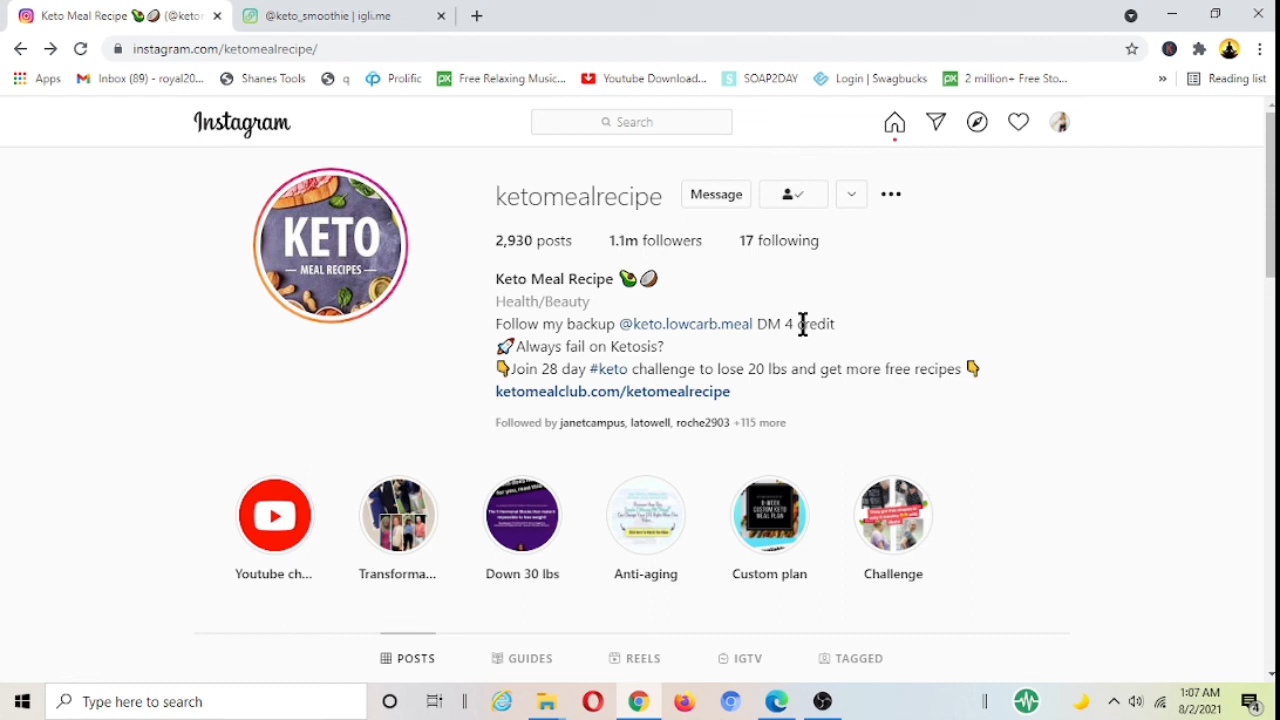 Keto Meal Recipe 🥑🥥 (@ketor
@keto_smoothie | igli.me
instagram.com/ketomealrecipe/
Apps
Inbox (89) - royal20...
Shanes Tools
q
Prolific
Free Relaxing Music...
Youtube Download...
SOAP2DAY
Login | Swagbucks
2 million+ Free Sto...
»
Reading list
Instagram
Search
ketomealrecipe
Message
2,930 posts 1.1m followers 17 following
KETO
MEAL RECIPES
Keto Meal Recipe 🥑🥥
Health/Beauty
Follow my backup @keto.lowcarb.meal DM 4 credit
🚀Always fail on Ketosis?
👇Join 28 day #keto challenge to lose 20 lbs and get more free recipes 👇
ketomealclub.com/ketomealrecipe
Followed by janetcampus, latowell, roche2903 +115 more
for you, read this
Youtube ch...
Transforma...
Down 30 lbs
Anti-aging
Custom plan
Challenge
POSTS
GUIDES
REELS
IGTV
TAGGED
Type here to search
1:07 AM
8/2/2021